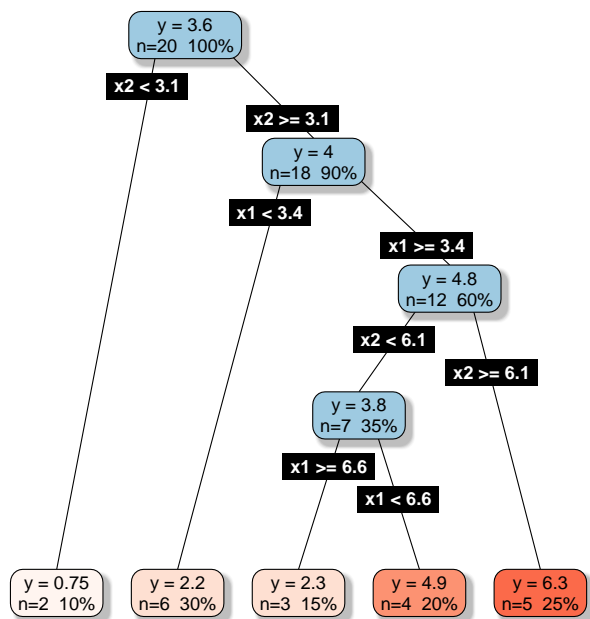 y = 3.6
n=20 100%
x2 < 3.1
x2 >= 3.1
y = 4
n=18 90%
x1 < 3.4
x1 >= 3.4
y = 4.8
n=12 60%
x2 < 6.1
x2 >= 6.1
y = 3.8
n=7 35%
x1 >= 6.6
x1 < 6.6
y = 0.75
n=2 10%
y = 2.2
n=6 30%
y = 2.3
n=3 15%
y = 4.9
n=4 20%
y = 6.3
n=5 25%